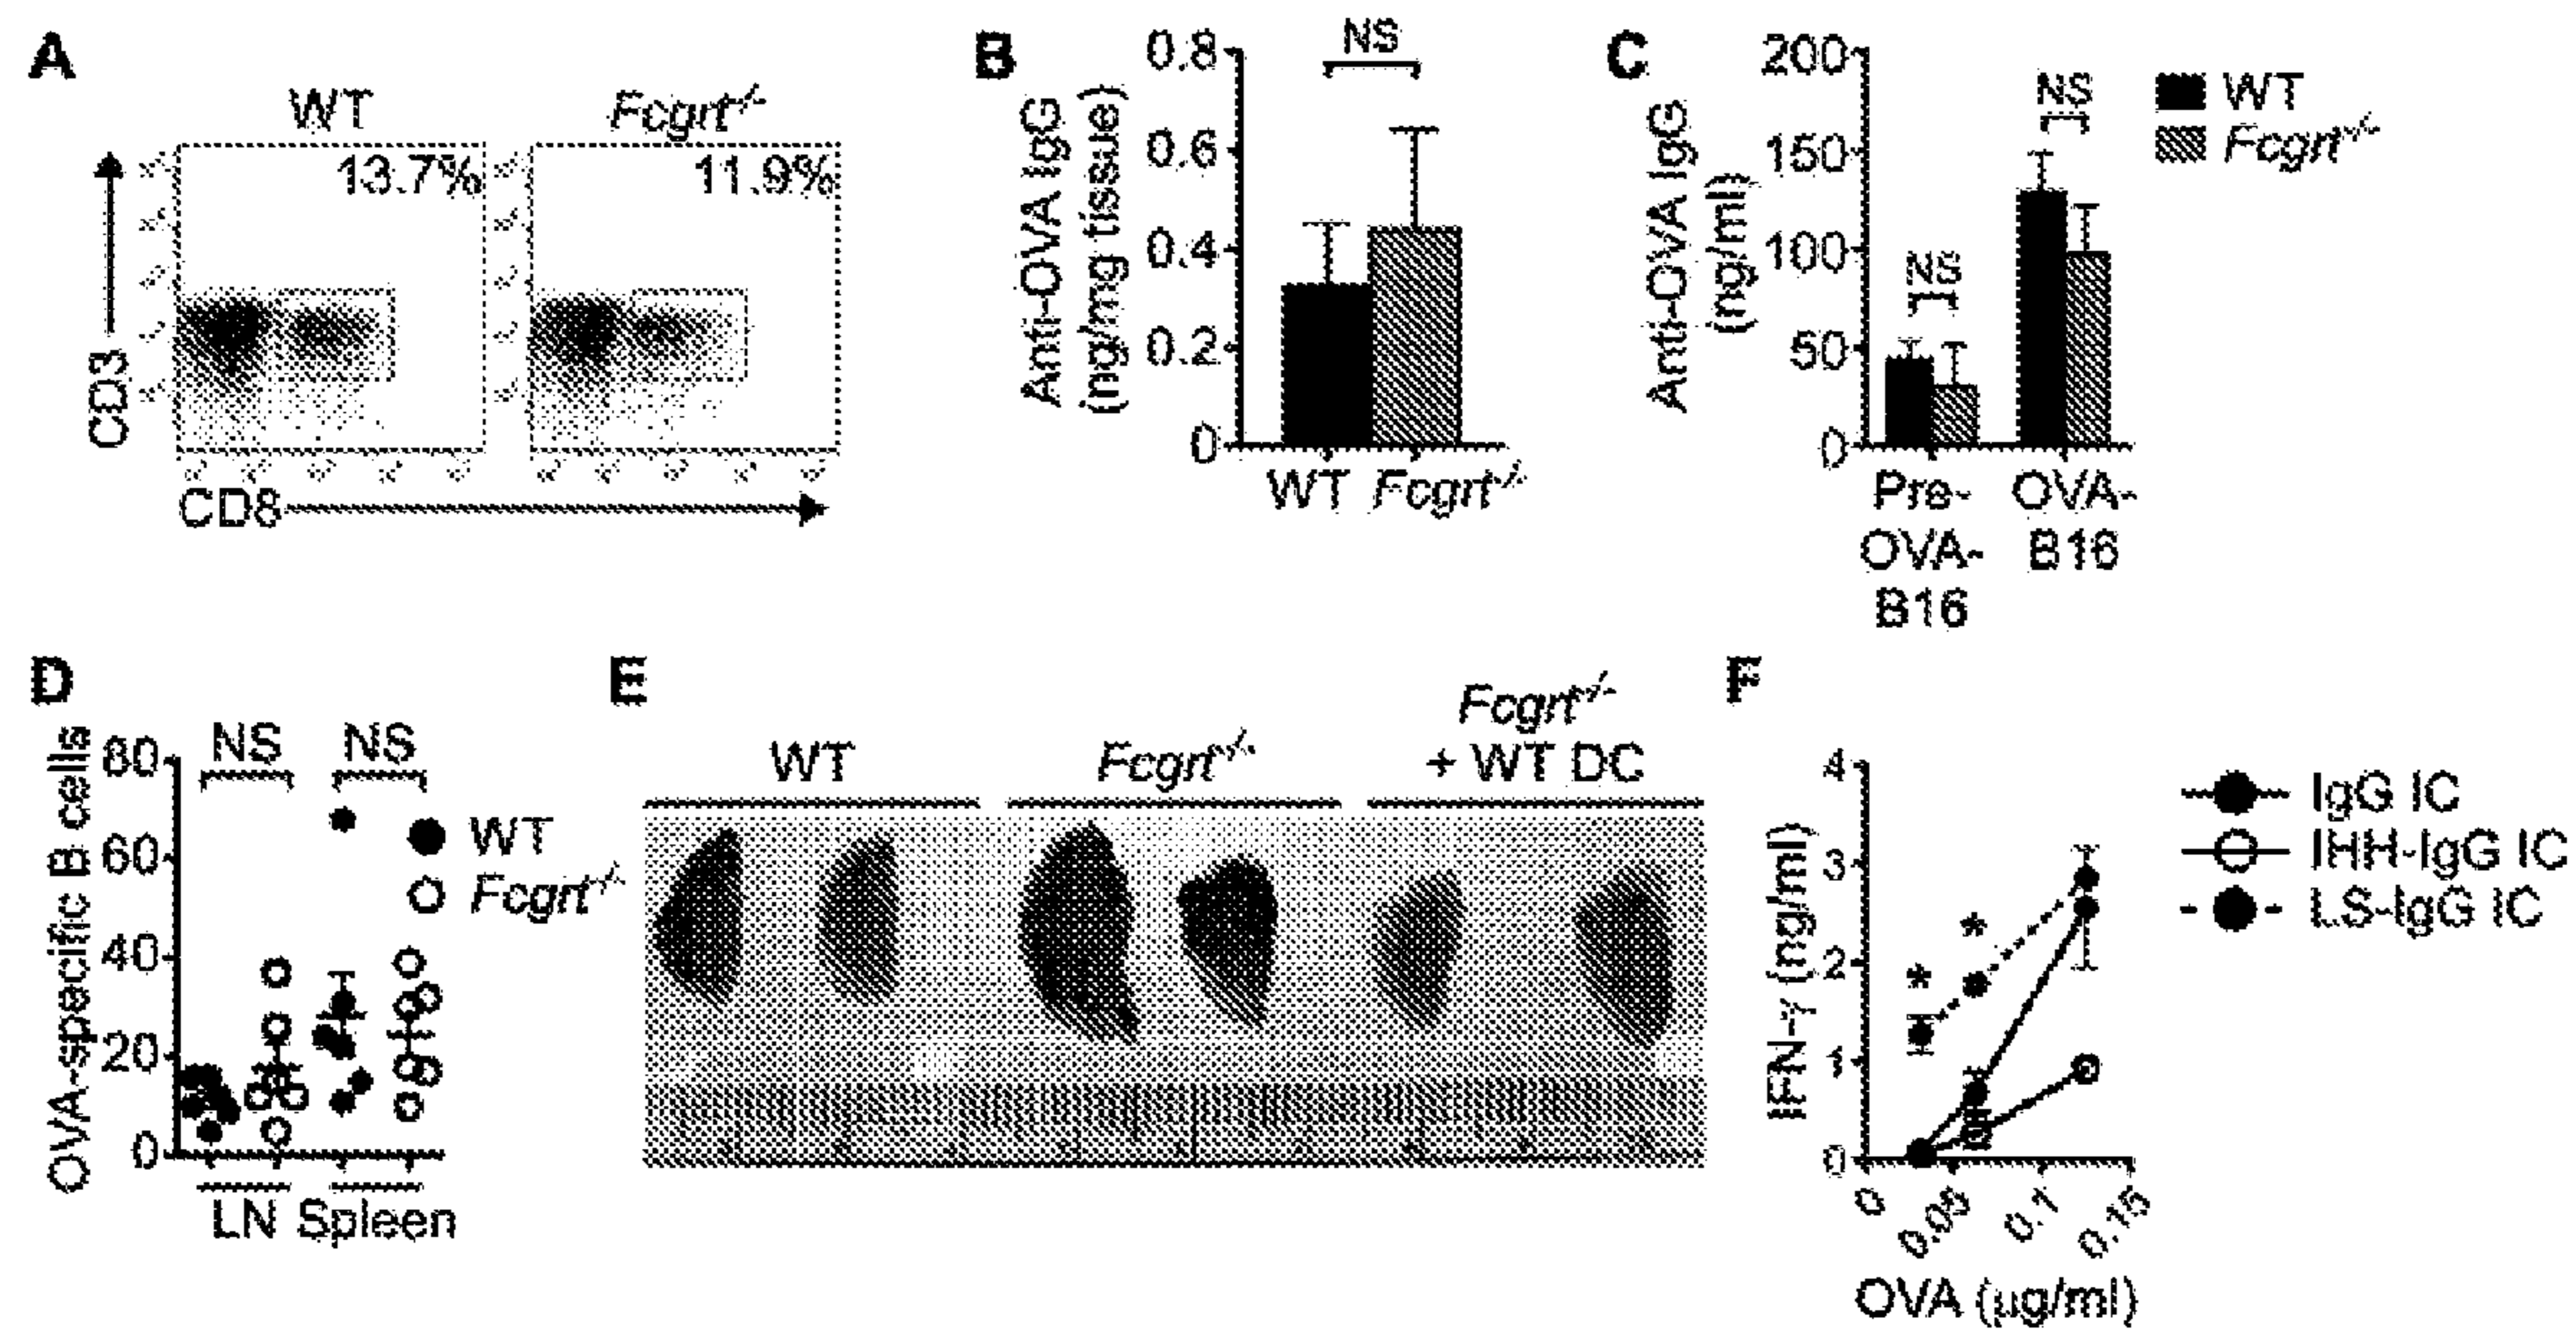 A
WT
Fcgrt-/-
13.7%
11.9%
CD3
CD8
B
NS
0.8
0.6
0.4
0.2
0
Anti-OVA IgG
(ng/mg tissue)
WT Fcgrt-/-
C
200
150
100
50
0
Anti-OVA IgG
(ng/ml)
NS
NS
WT
Fcgrt-/-
Pre-
OVA-
B16
OVA-
B16
D
NS
NS
80
60
40
20
0
OVA-specific B cells
WT
Fcgrt-/-
LN Spleen
E
WT
Fcgrt-/-
Fcgrt-/-
+ WT DC
F
4
3
2
1
0
IFN-γ (ng/ml)
*
*
IgG IC
IHH-IgG IC
LS-IgG IC
0
0.05
0.1
0.15
OVA (µg/ml)